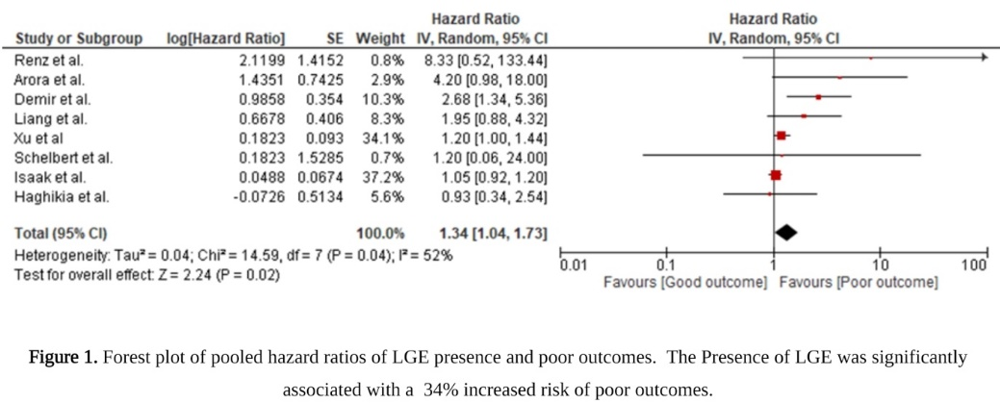 Hazard Ratio Hazard Ratio
Study or Subgroup log[Hazard Ratio] SE Weight IV, Random, 95% CI IV, Random, 95% CI
Renz et al. 2.1199 1.4152 0.8% 8.33 [0.52, 133.44]
Arora et al. 1.4351 0.7425 2.9% 4.20 [0.98, 18.00]
Demir et al. 0.9858 0.354 10.3% 2.68 [1.34, 5.36]
Liang et al. 0.6678 0.406 8.3% 1.95 [0.88, 4.32]
Xu et al 0.1823 0.093 34.1% 1.20 [1.00, 1.44]
Schelbert et al. 0.1823 1.5285 0.7% 1.20 [0.06, 24.00]
Isaak et al. 0.0488 0.0674 37.2% 1.05 [0.92, 1.20]
Haghikia et al. -0.0726 0.5134 5.6% 0.93 [0.34, 2.54]
Total (95% CI) 100.0% 1.34 [1.04, 1.73]
Heterogeneity: Tau² = 0.04; Chi² = 14.59, df = 7 (P = 0.04); I² = 52%
Test for overall effect: Z = 2.24 (P = 0.02)
0.01 0.1 1 10 100
Favours [Good outcome] Favours [Poor outcome]
Figure 1. Forest plot of pooled hazard ratios of LGE presence and poor outcomes. The Presence of LGE was significantly
associated with a 34% increased risk of poor outcomes.